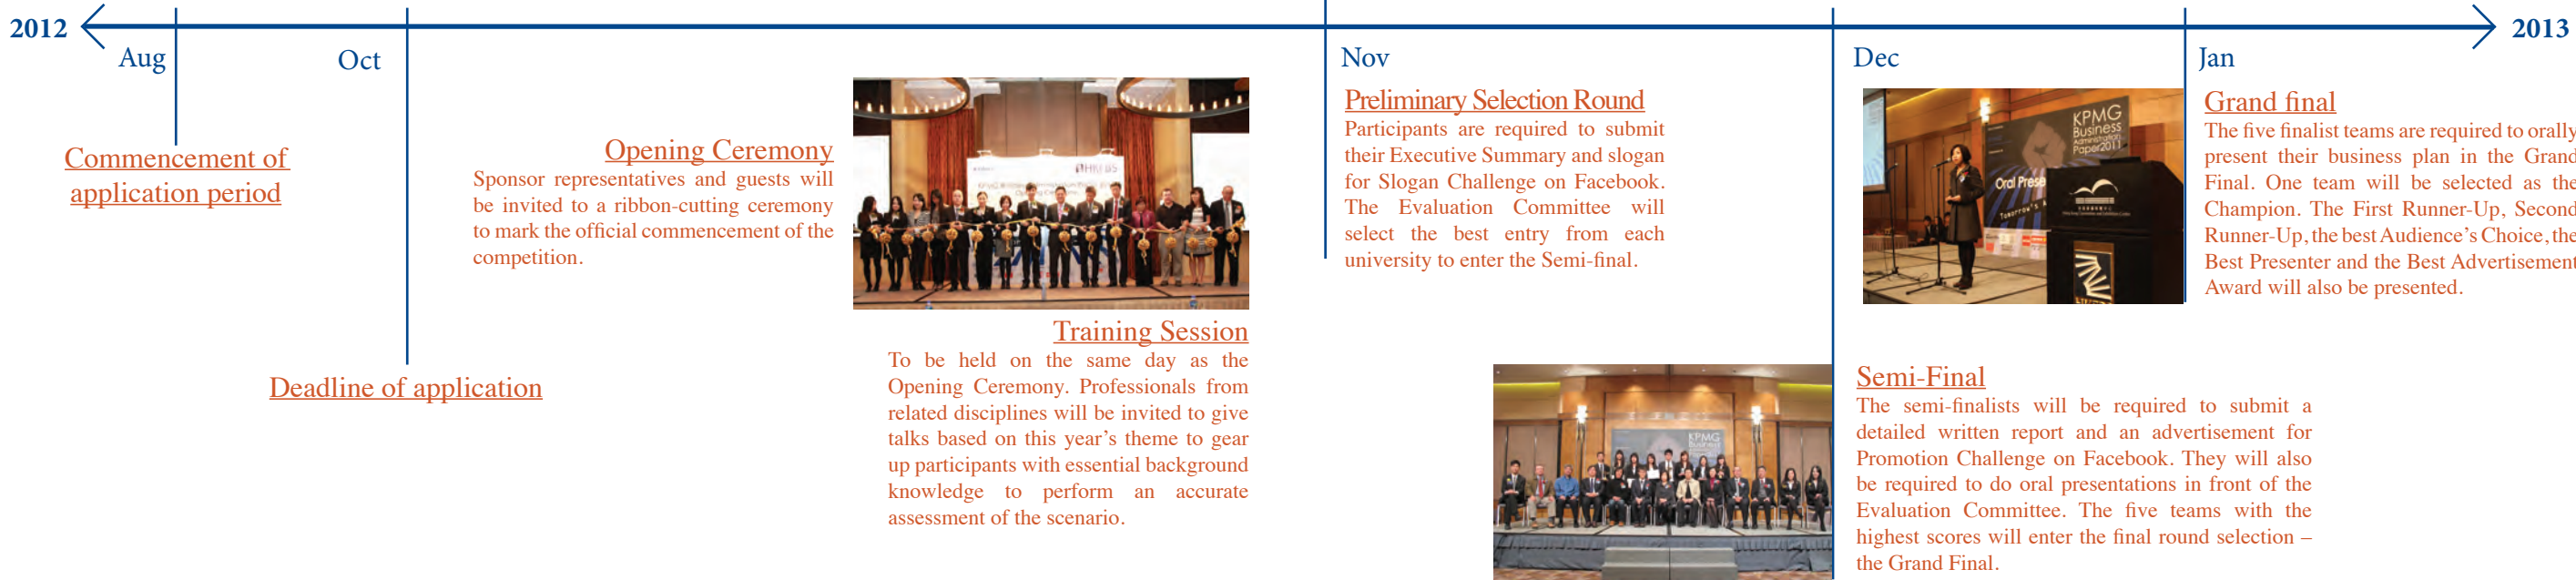 2012
2013
Aug
Oct
Nov
Dec
Jan
Commencement of
application period
Deadline of application
Opening Ceremony
Sponsor representatives and guests will
be invited to a ribbon-cutting ceremony
to mark the official commencement of the
competition.
Training Session
To be held on the same day as the
Opening Ceremony. Professionals from
related disciplines will be invited to give
talks based on this year’s theme to gear
up participants with essential background
knowledge to perform an accurate
assessment of the scenario.
Preliminary Selection Round
Participants are required to submit
their Executive Summary and slogan
for Slogan Challenge on Facebook.
The Evaluation Committee will
select the best entry from each
university to enter the Semi-final.
KPMG
Business
KPMG
Business
Administration
Paper2011
Oral Prese
Tomorrow's
Semi-Final
The semi-finalists will be required to submit a
detailed written report and an advertisement for
Promotion Challenge on Facebook. They will also
be required to do oral presentations in front of the
Evaluation Committee. The five teams with the
highest scores will enter the final round selection –
the Grand Final.
Grand final
The five finalist teams are required to orally
present their business plan in the Grand
Final. One team will be selected as the
Champion. The First Runner-Up, Second
Runner-Up, the best Audience’s Choice, the
Best Presenter and the Best Advertisement
Award will also be presented.